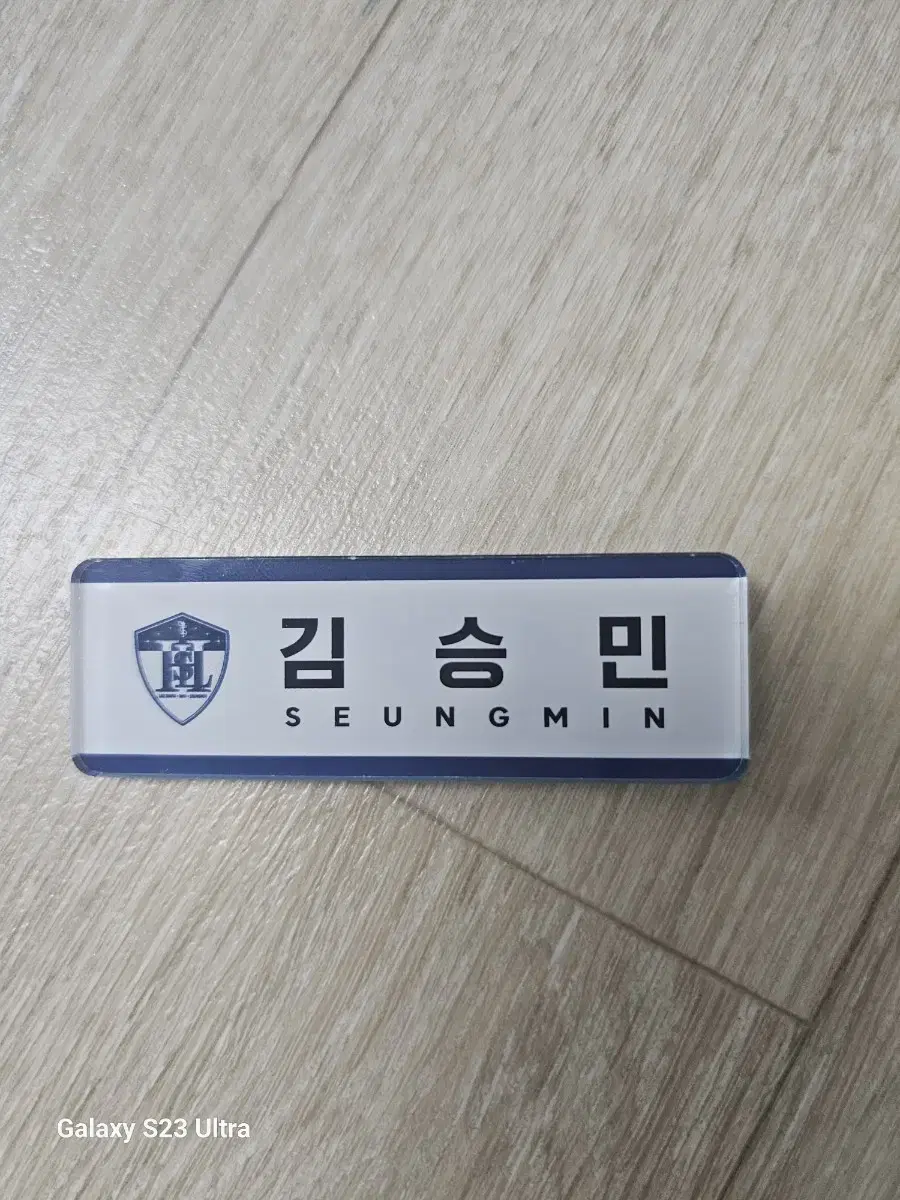 김승민
SEUNGMIN
Galaxy S23 Ultra